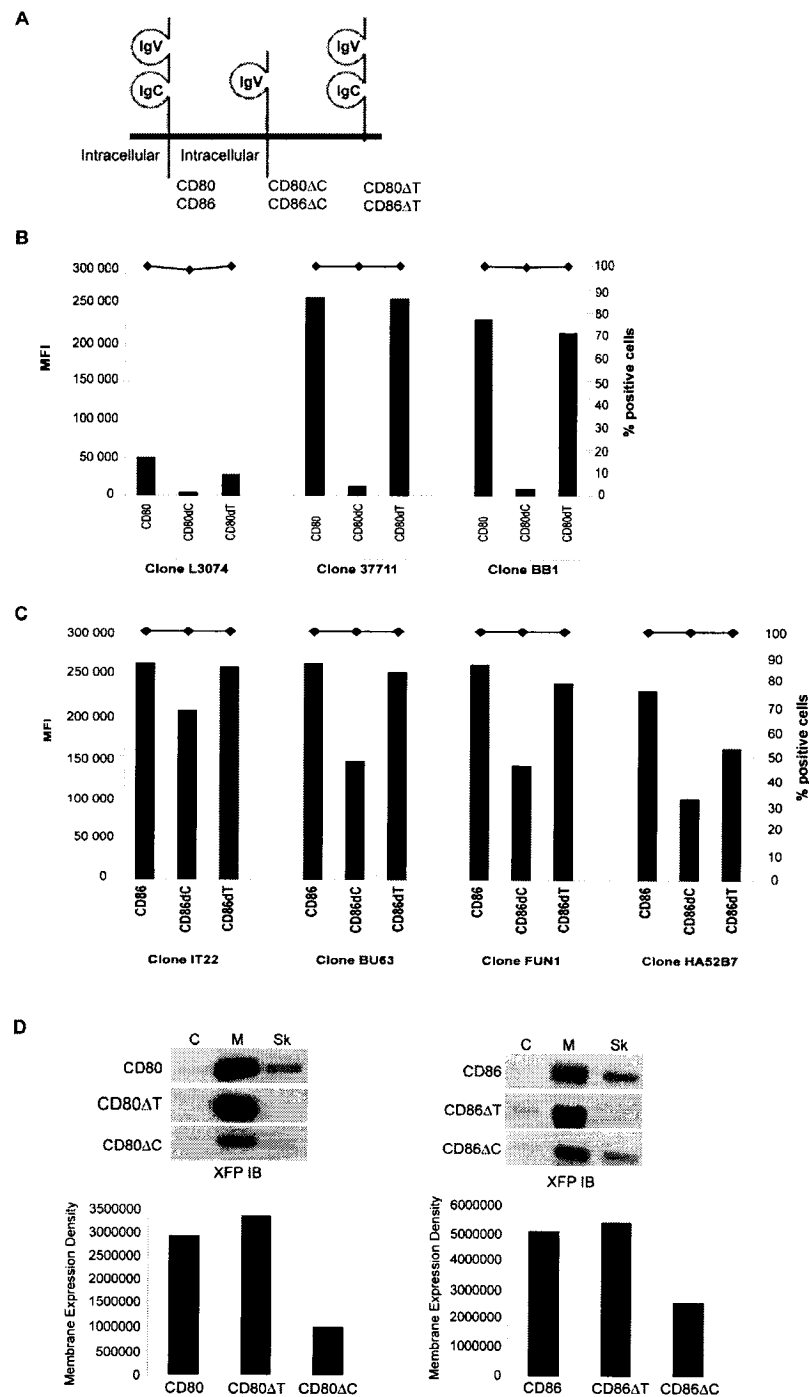 A
IgV IgV
IgV
IgC IgC
Intracellular Intracellular
CD80 CD80ΔC CD80ΔT
CD86 CD86ΔC CD86ΔT
B
300 000
250 000
200 000
150 000
100 000
50 000
0
MFI
100
90
80
70
60
50
40
30
20
10
0
% positive cells
CD80 CD80dC CD80dT CD80 CD80dC CD80dT CD80 CD80dC CD80dT
Clone L3074 Clone 37711 Clone BB1
C
300 000
250 000
200 000
150 000
100 000
50 000
0
MFI
100
90
80
70
60
50
40
30
20
10
0
% positive cells
CD86 CD86dC CD86dT CD86 CD86dC CD86dT CD86 CD86dC CD86dT CD86 CD86dC CD86dT
Clone IT22 Clone BU63 Clone FUN1 Clone HA52B7
D
C M Sk
CD80
CD80ΔT
CD80ΔC
XFP IB
C M Sk
CD86
CD86ΔT
CD86ΔC
XFP IB
Membrane Expression Density
3500000
3000000
2500000
2000000
1500000
1000000
500000
0
CD80 CD80ΔT CD80ΔC
Membrane Expression Density
6000000
5000000
4000000
3000000
2000000
1000000
0
CD86 CD86ΔT CD86ΔC